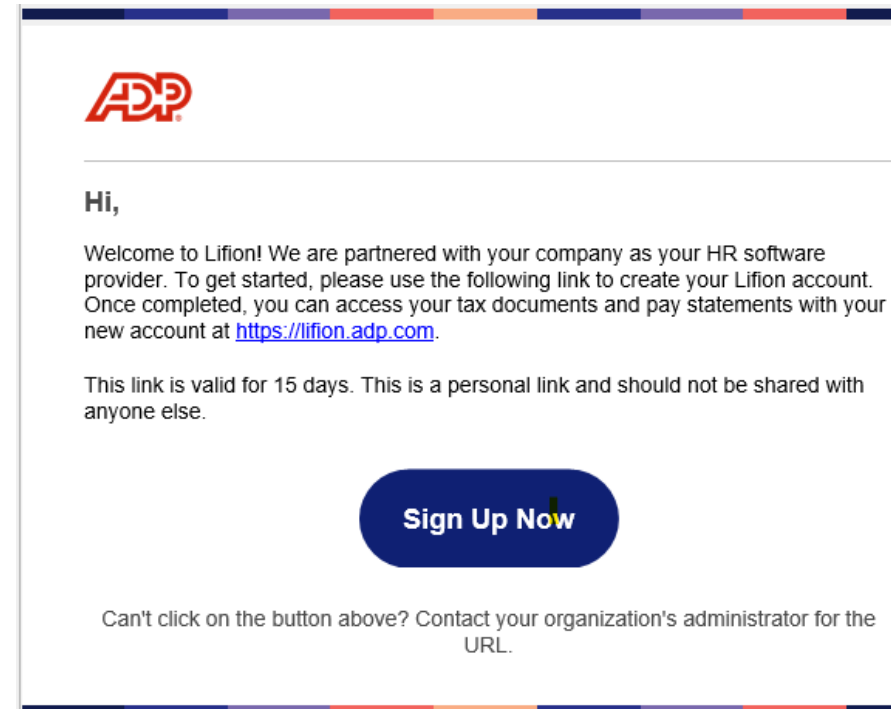 ADP
Hi,
Welcome to Lifion! We are partnered with your company as your HR software
provider. To get started, please use the following link to create your Lifion account.
Once completed, you can access your tax documents and pay statements with your
new account at https://lifion.adp.com.
This link is valid for 15 days. This is a personal link and should not be shared with
anyone else.
Sign Up Now
Can't click on the button above? Contact your organization's administrator for the
URL.